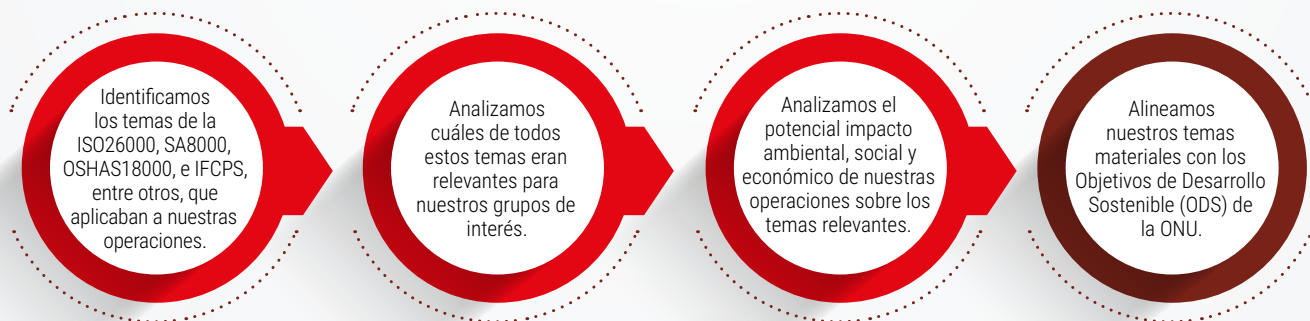 Identificamos
los temas de la
ISO26000, SA8000,
OSHAS18000, e IFCPS,
entre otros, que
aplicaban a nuestras
operaciones.
Analizamos
cuáles de todos
estos temas eran
relevantes para
nuestros grupos de
interés.
Analizamos el
potencial impacto
ambiental, social y
económico de nuestras
operaciones sobre los
temas relevantes.
Alineamos
nuestros temas
materiales con los
Objetivos de Desarrollo
Sostenible (ODS) de
la ONU.